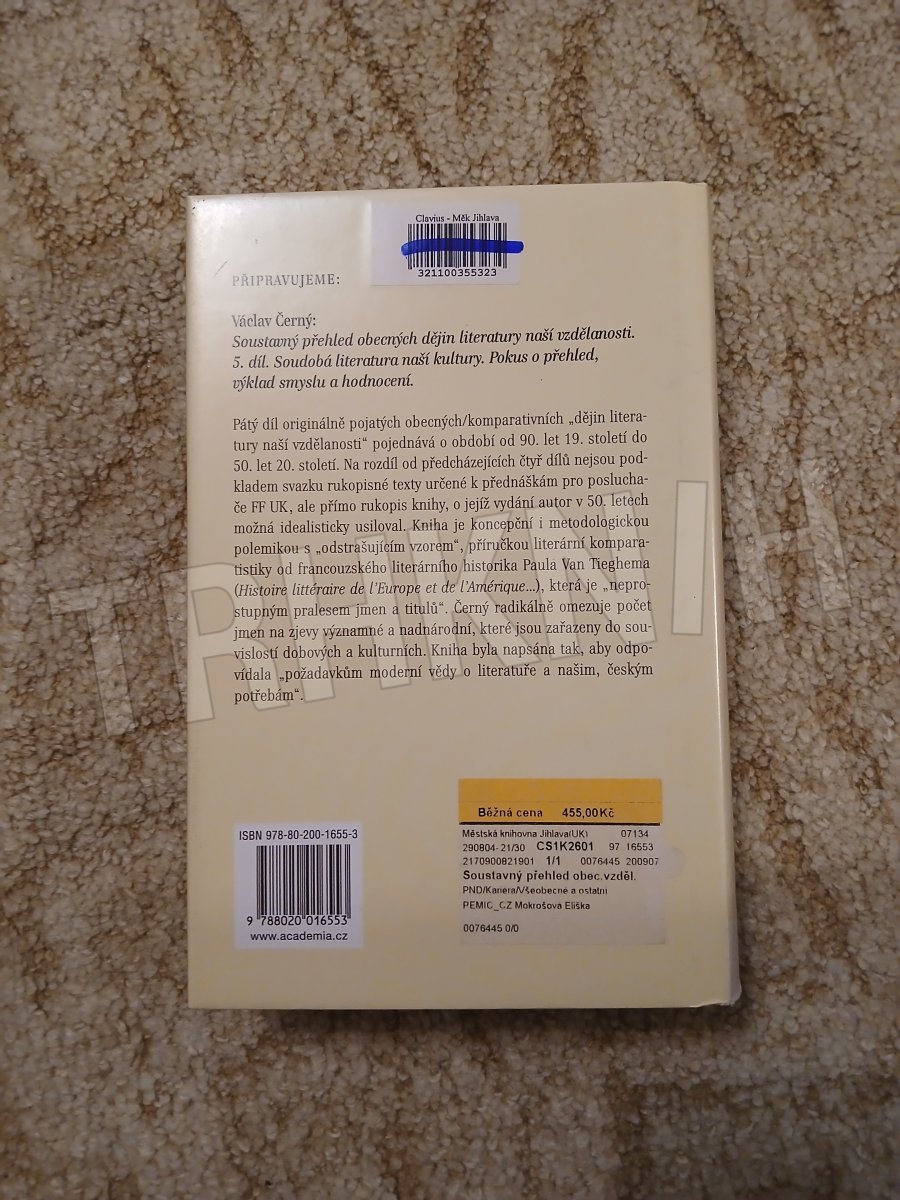 Clavius - Měk Jihlava
321100355323
PŘIPRAVUJEME:
Václav Černý:
Soustavný přehled obecných dějin literatury naší vzdělanosti.
5. díl. Soudobá literatura naší kultury. Pokus o přehled,
výklad smyslu a hodnocení.
Pátý díl originálně pojatých obecných/komparativních „dějin litera-
tury naší vzdělanosti“ pojednává o období od 90. let 19. století do
50. let 20. století. Na rozdíl od předcházejících čtyř dílů nejsou pod-
kladem svazku rukopisné texty určené k přednáškám pro poslucha-
če FF UK, ale přímo rukopis knihy, o jejíž vydání autor v 50. letech
možná idealisticky usiloval. Kniha je koncepční i metodologickou
polemikou s „odstrašujícím vzorem“, příručkou literární kompara-
tistiky od francouzského literárního historika Paula Van Tieghema
(Histoire littéraire de l'Europe et de l'Amérique...), která je „nepro-
stupným pralesem jmen a titulů“. Černý radikálně omezuje počet
jmen na zjevy významné a nadnárodní, které jsou zařazeny do sou-
vislostí dobových a kulturních. Kniha byla napsána tak, aby odpo-
vídala „požadavkům moderní vědy o literatuře a našim, českým
potřebám“.
TRHKNIH
ISBN 978-80-200-1655-3
9 788020 016553
www.academia.cz
Běžná cena 455,00Kč
Městská knihovna Jihlava(UK) 07134
290804-21/30 CS1K2601 97 16553
2170900821901 1/1 0076445 200907
Soustavný přehled obec.vzděl.
PND/Kariéra/Všeobecné a ostatní
PEMIC_CZ Mokrošová Eliška
0076445 0/0